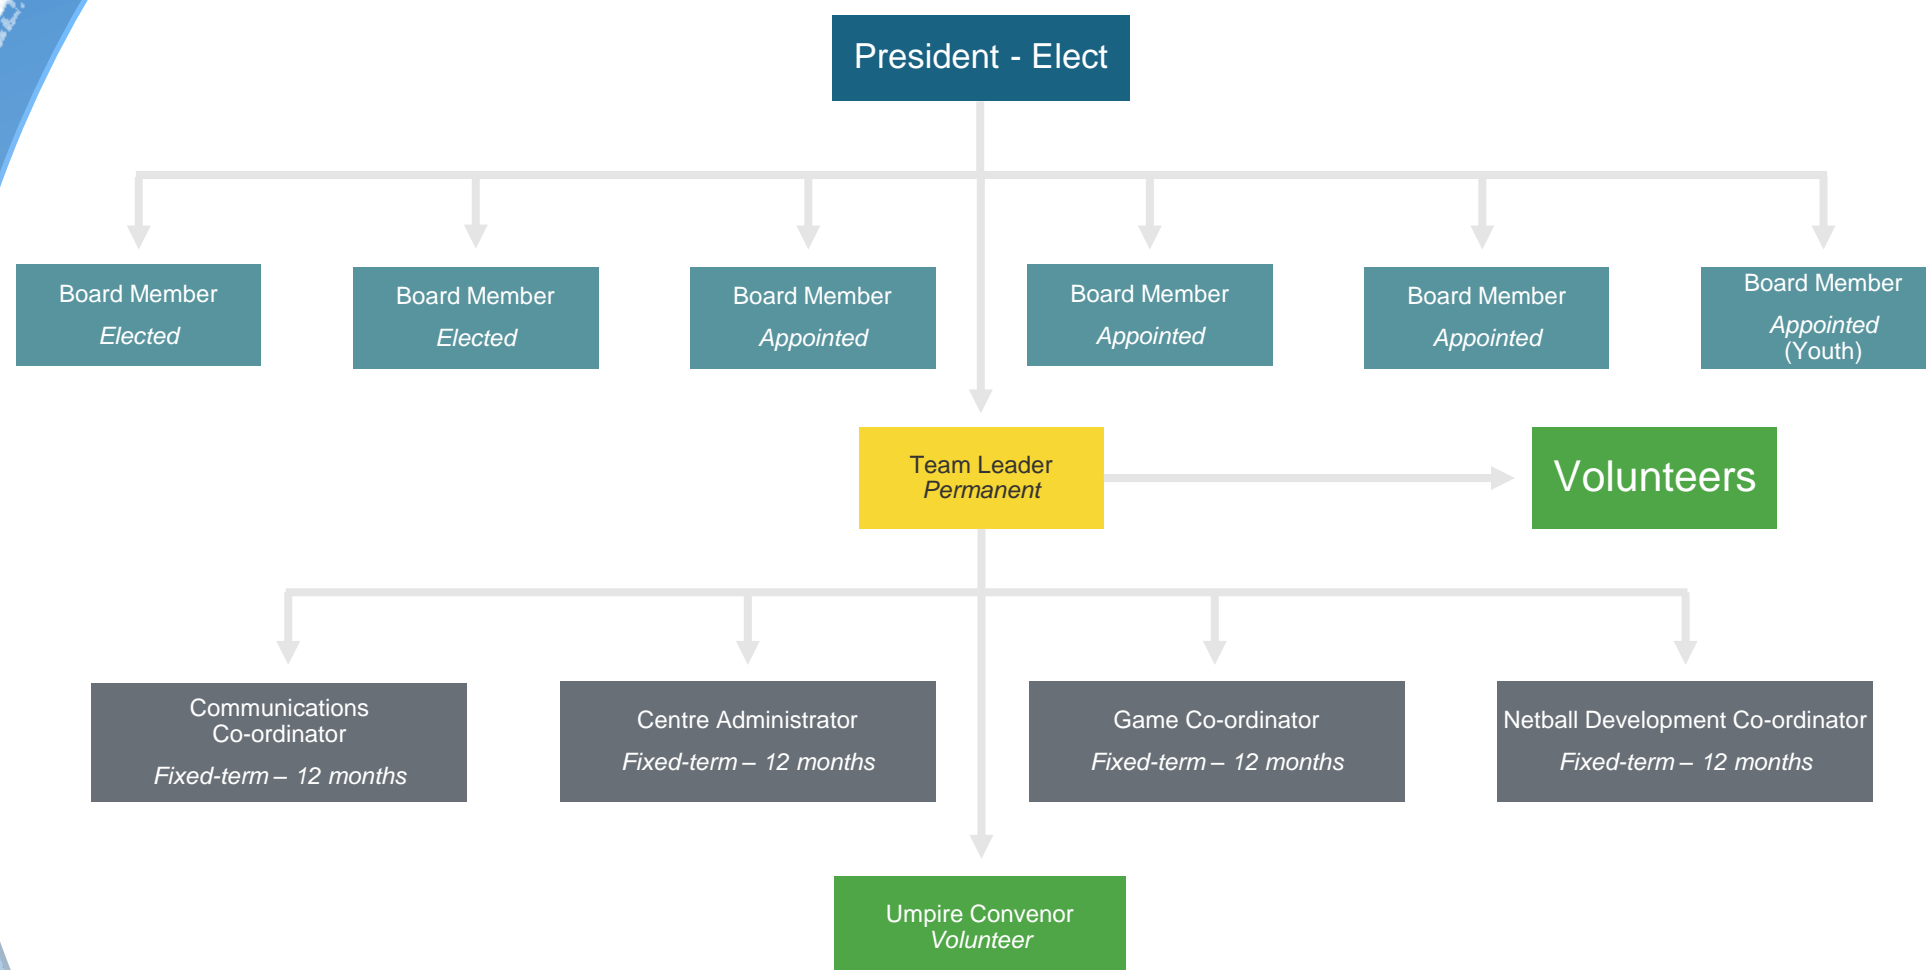 President - Elect
Board Member
Elected
Board Member
Elected
Board Member
Appointed
Board Member
Appointed
Board Member
Appointed
Board Member
Appointed
(Youth)
Team Leader
Permanent
Volunteers
Communications
Co-ordinator
Fixed-term – 12 months
Centre Administrator
Fixed-term – 12 months
Game Co-ordinator
Fixed-term – 12 months
Netball Development Co-ordinator
Fixed-term – 12 months
Umpire Convenor
Volunteer